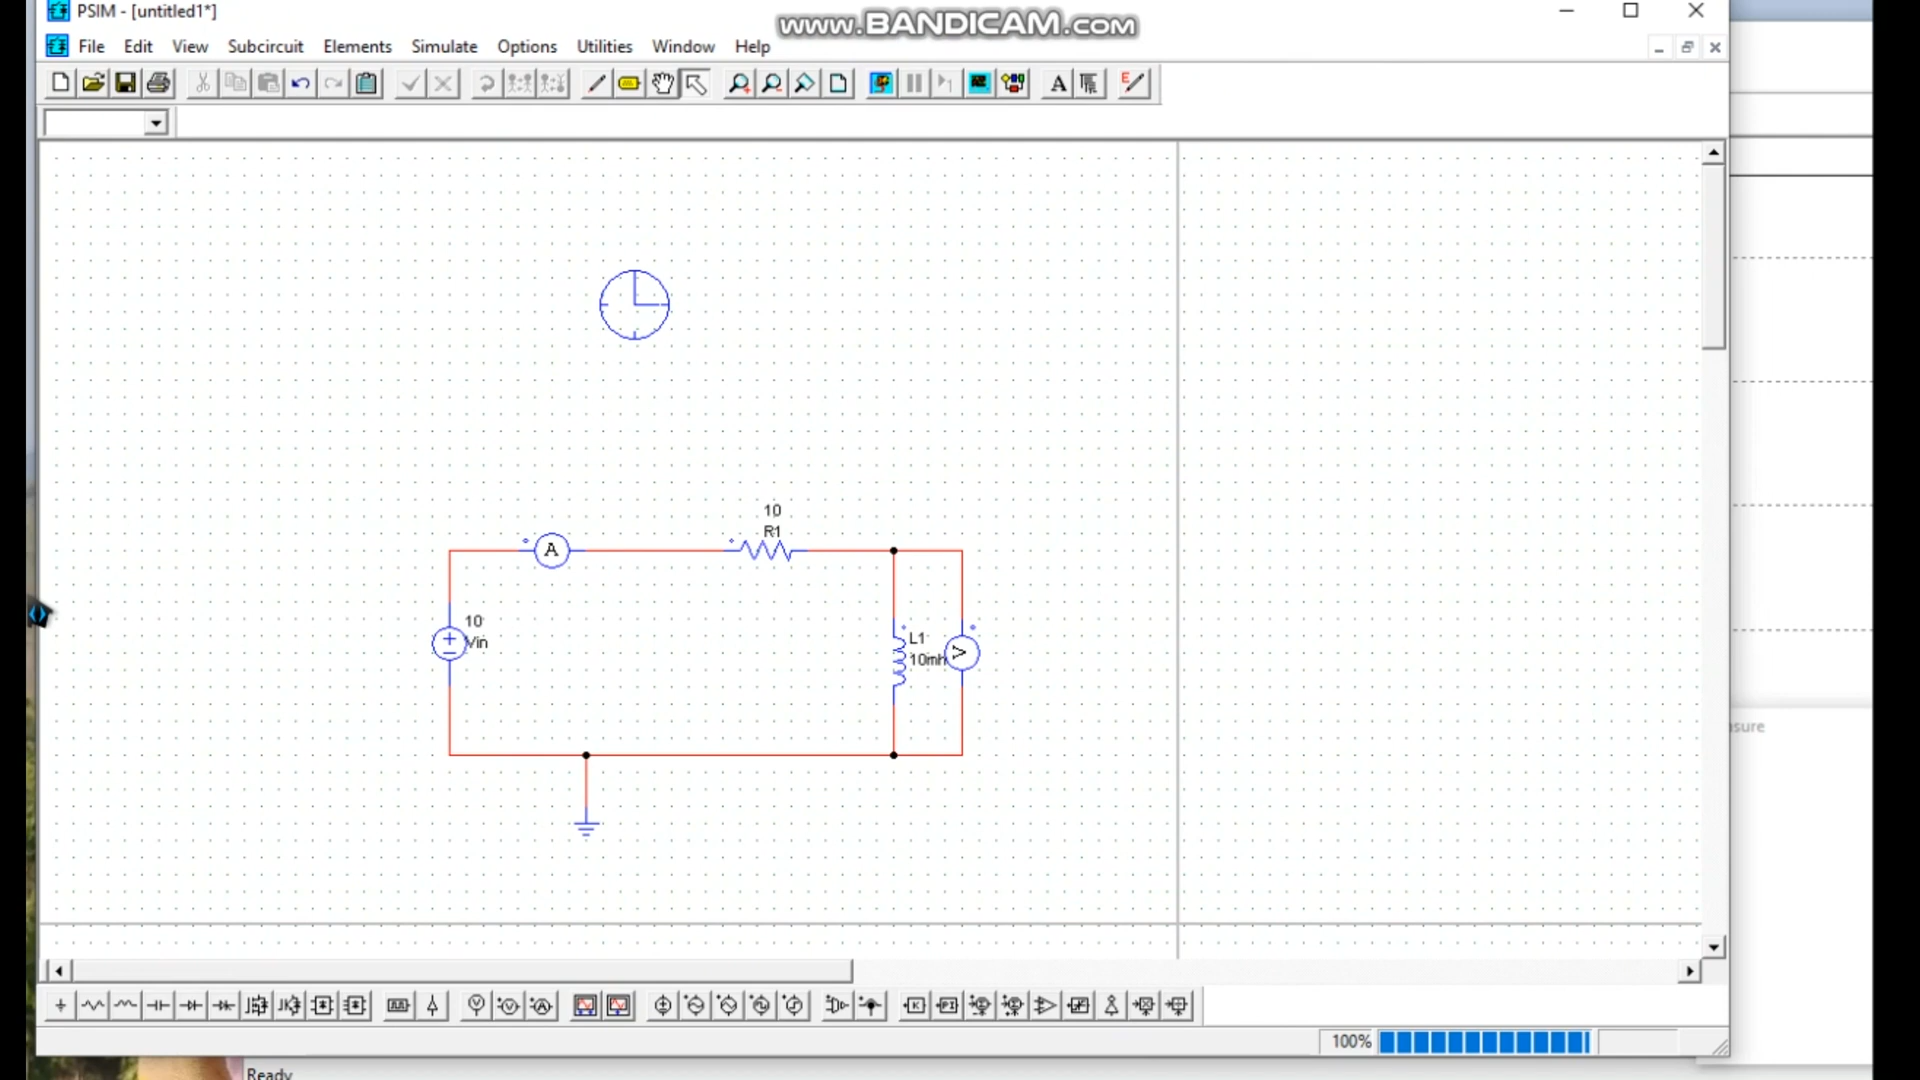 PSIM - [untitled1*]
www.BANDICAM.com
File Edit View Subcircuit Elements Simulate Options Utilities Window Help
10
R1
A
10
Vin
L1
10mh
V
sure
100%
Ready